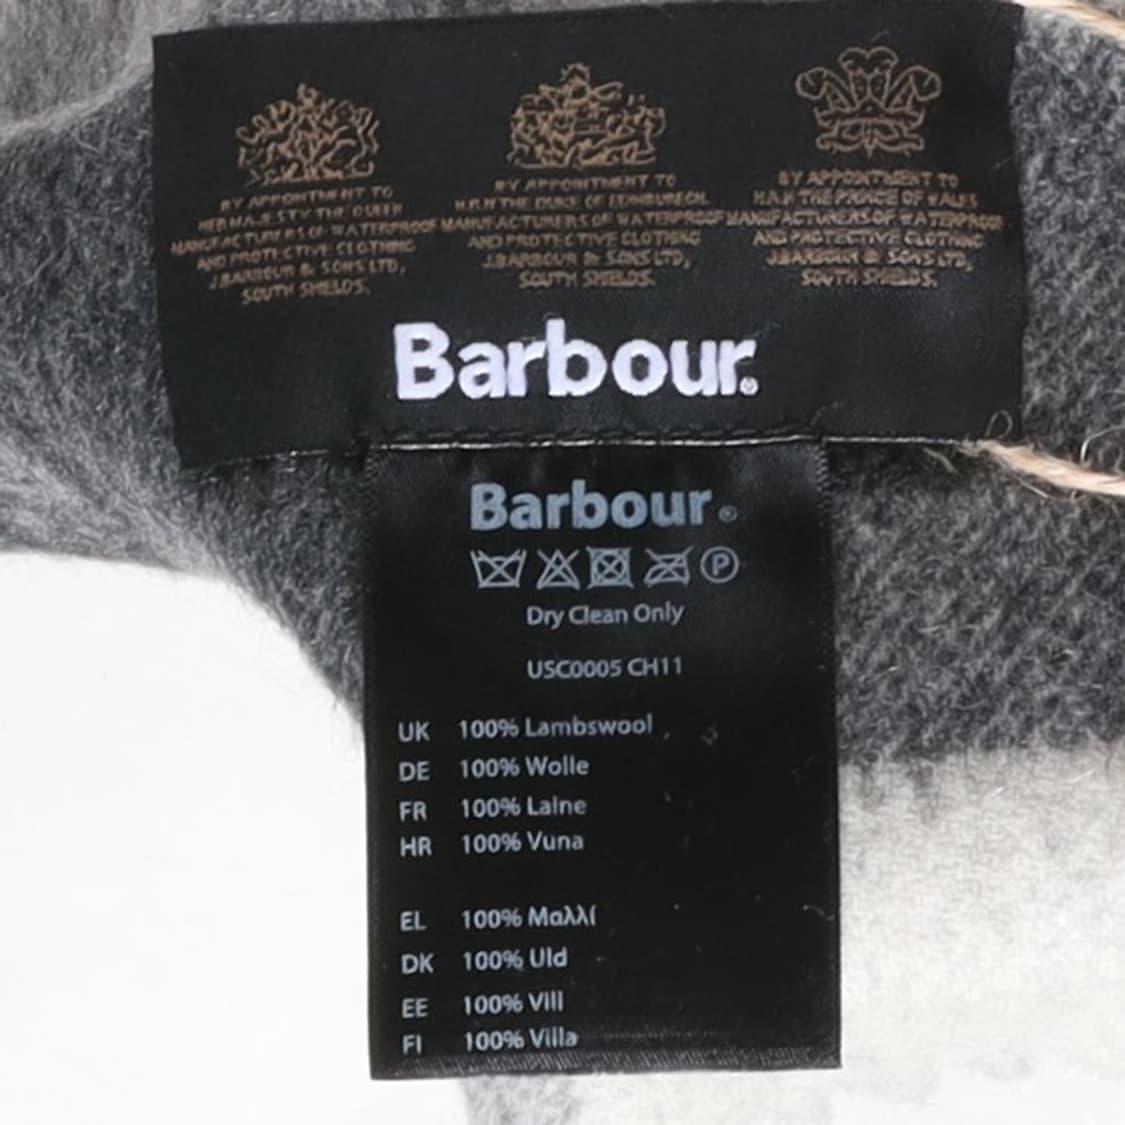 BY APPOINTMENT TO
HER MAJESTY THE QUEEN
MANUFACTURERS OF WATERPROOF
AND PROTECTIVE CLOTHING
J.BARBOUR & SONS LTD,
SOUTH SHIELDS.
BY APPOINTMENT TO
H.R.H THE DUKE OF EDINBURGH
MANUFACTURERS OF WATERPROOF
AND PROTECTIVE CLOTHING
J.BARBOUR & SONS LTD,
SOUTH SHIELDS.
BY APPOINTMENT TO
H.R.H THE PRINCE OF WALES
MANUFACTURERS OF WATERPROOF
AND PROTECTIVE CLOTHING
J.BARBOUR & SONS LTD,
SOUTH SHIELDS.
Barbour®
Barbour®
P
Dry Clean Only
USC0005 CH11
UK 100% Lambswool
DE 100% Wolle
FR 100% Laine
HR 100% Vuna
EL 100% Μαλλί
DK 100% Uld
EE 100% Vill
FI 100% Villa